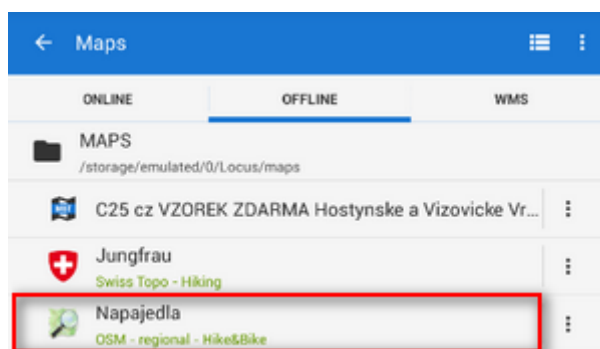 Maps
ONLINE OFFLINE WMS
MAPS
/storage/emulated/0/Locus/maps
C25 cz VZOREK ZDARMA Hostynske a Vizovicke Vr...
Jungfrau
Swiss Topo - Hiking
Napajedla
OSM - regional - Hike&Bike